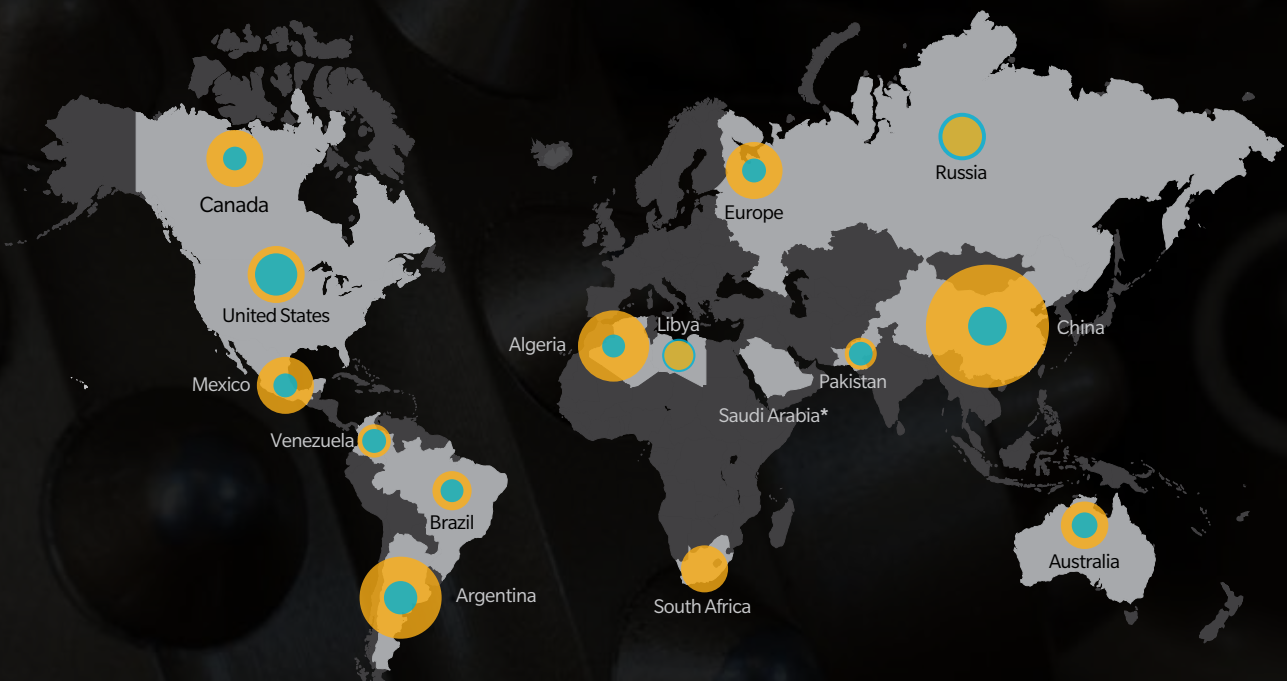 Canada
United States
Mexico
Venezuela
Brazil
Argentina
Europe
Russia
Algeria
Libya
Saudi Arabia*
Pakistan
China
South Africa
Australia